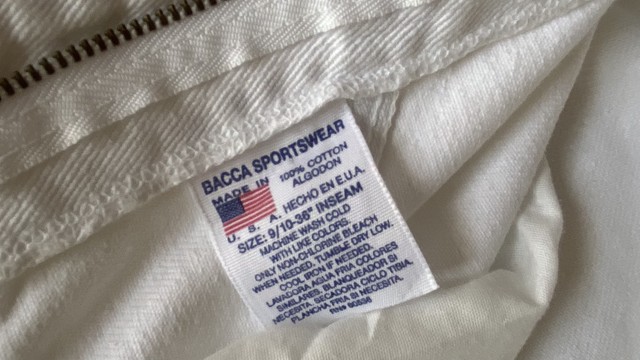 BACCA SPORTSWEAR
MADE IN 100% COTTON
ALGODON
U. S. A. HECHO EN E.U.A.
SIZE: 9/10-36" INSEAM
MACHINE WASH COLD
WITH LIKE COLORS.
ONLY NON-CHLORINE BLEACH
WHEN NEEDED. TUMBLE DRY LOW.
COOL IRON IF NEEDED.
LAVADORA AGUA FRIA COLORES
SIMILARES. BLANQUEADOR SI
NECESITA. SECADORA CICLO TIBIA.
PLANCHA FRIA SI NECESITA.
RN#